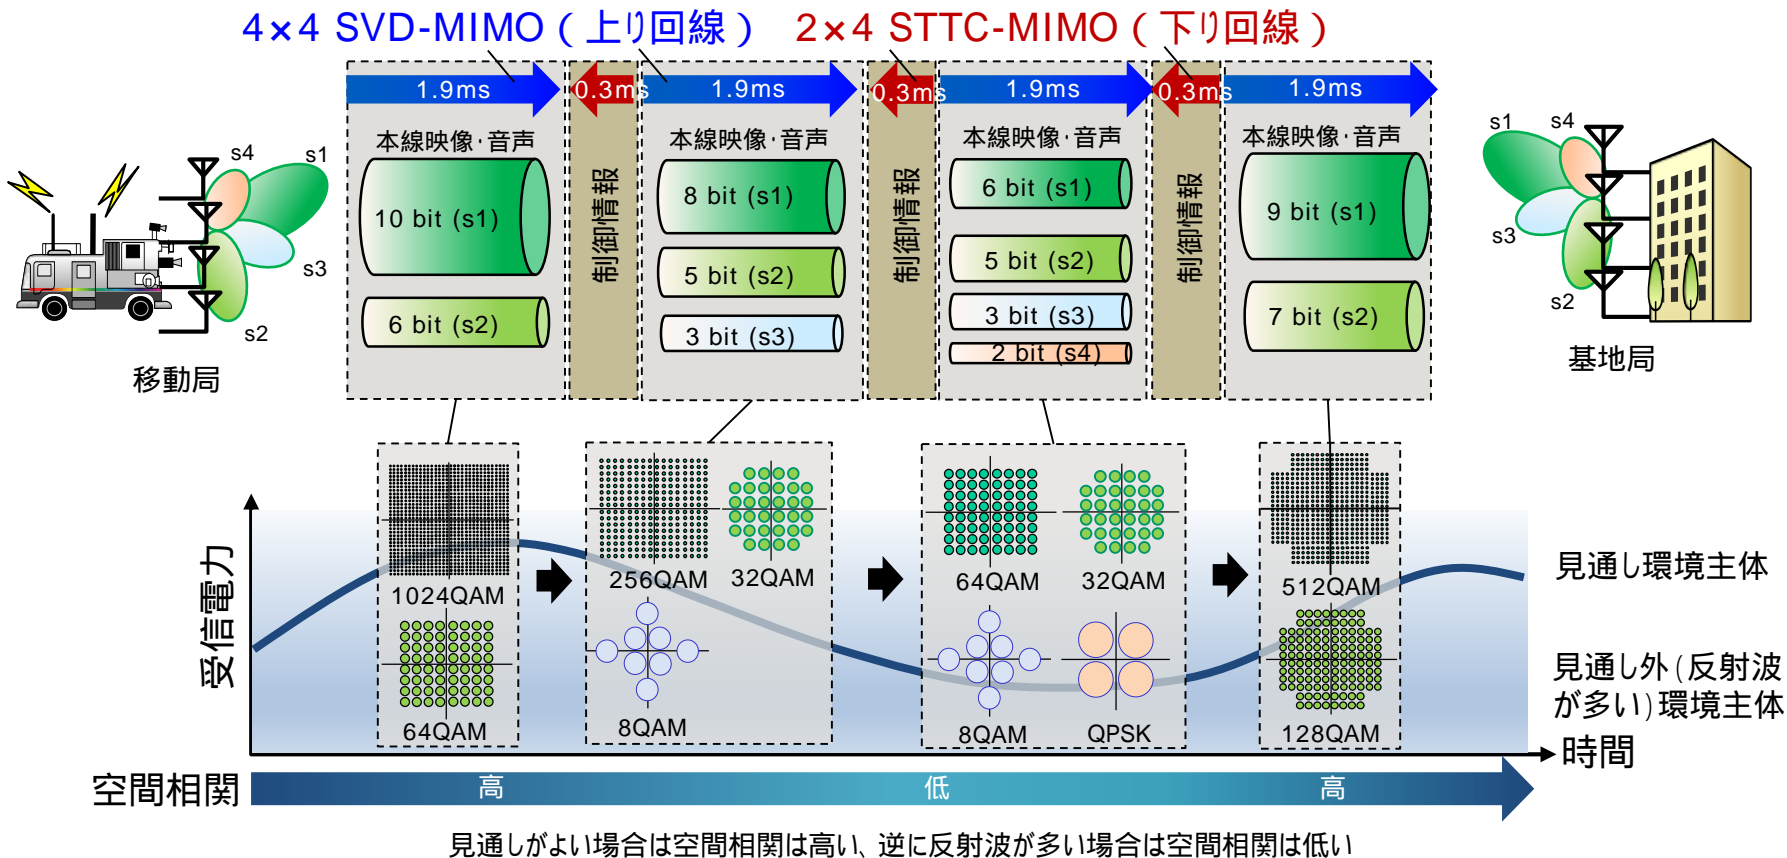 4×4 SVD-MIMO（上り回線） 2×4 STTC-MIMO（下り回線）
1.9ms 0.3ms 1.9ms 0.3ms 1.9ms 0.3ms 1.9ms
本線映像・音声 本線映像・音声 本線映像・音声 本線映像・音声
10 bit (s1)
6 bit (s2)
制御情報
8 bit (s1)
5 bit (s2)
3 bit (s3)
制御情報
6 bit (s1)
5 bit (s2)
3 bit (s3)
2 bit (s4)
制御情報
9 bit (s1)
7 bit (s2)
s4
s1
s3
s2
移動局
s1
s4
s3
s2
基地局
受信電力
1024QAM
64QAM
256QAM 32QAM
8QAM
64QAM 32QAM
8QAM QPSK
512QAM
128QAM
見通し環境主体
見通し外(反射波
が多い)環境主体
時間
空間相関 高 低 高
見通しがよい場合は空間相関は高い、逆に反射波が多い場合は空間相関は低い